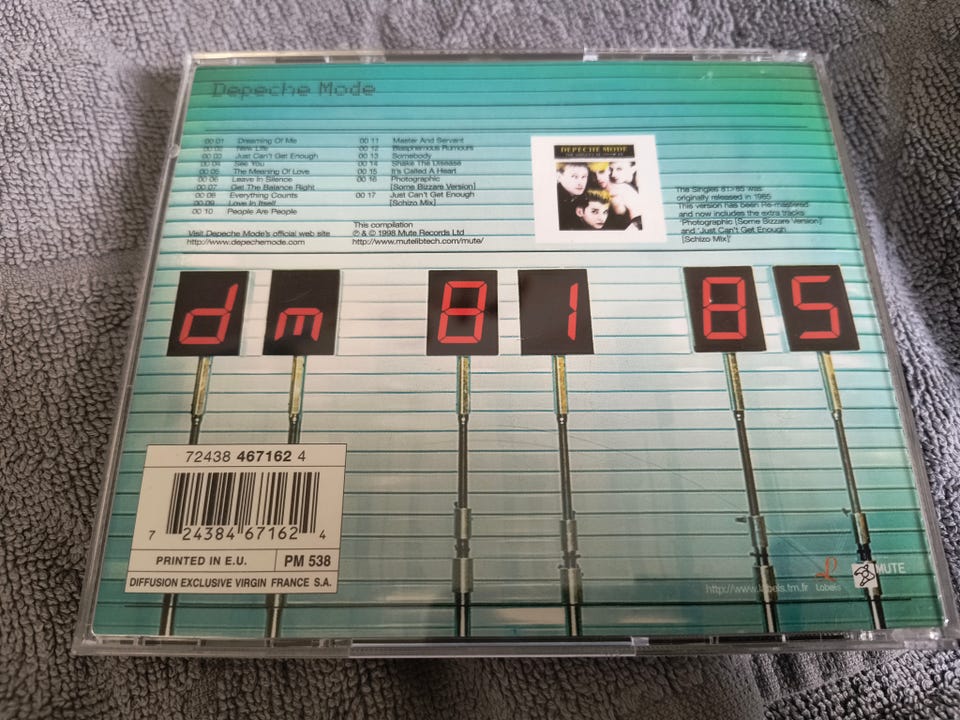 Depeche Mode
00 01 Dreaming Of Me
00 02 New Life
00 03 Just Can't Get Enough
00 04 See You
00 05 The Meaning Of Love
00 06 Leave In Silence
00 07 Get The Balance Right
00 08 Everything Counts
00 09 Love In Itself
00 10 People Are People
00 11 Master And Servant
00 12 Blasphemous Rumours
00 13 Somebody
00 14 Shake The Disease
00 15 It's Called A Heart
00 16 Photographic
[Some Bizzare Version]
00 17 Just Can't Get Enough
[Schizo Mix]
DEPECHE MODE
The Singles 81>85 was
originally released in 1985
This version has been Re-mastered
and now includes the extra tracks
'Photographic [Some Bizzare Version]'
and 'Just Can't Get Enough
[Schizo Mix]'
Visit Depeche Mode's official web site
http://www.depechemode.com
This compilation
℗ & © 1998 Mute Records Ltd
http://www.mutelibtech.com/mute/
dm 81 85
72438 467162 4
7 24384 67162 4
PRINTED IN E.U. PM 538
DIFFUSION EXCLUSIVE VIRGIN FRANCE S.A.
http://www.labels.tm.fr
Labels
MUTE